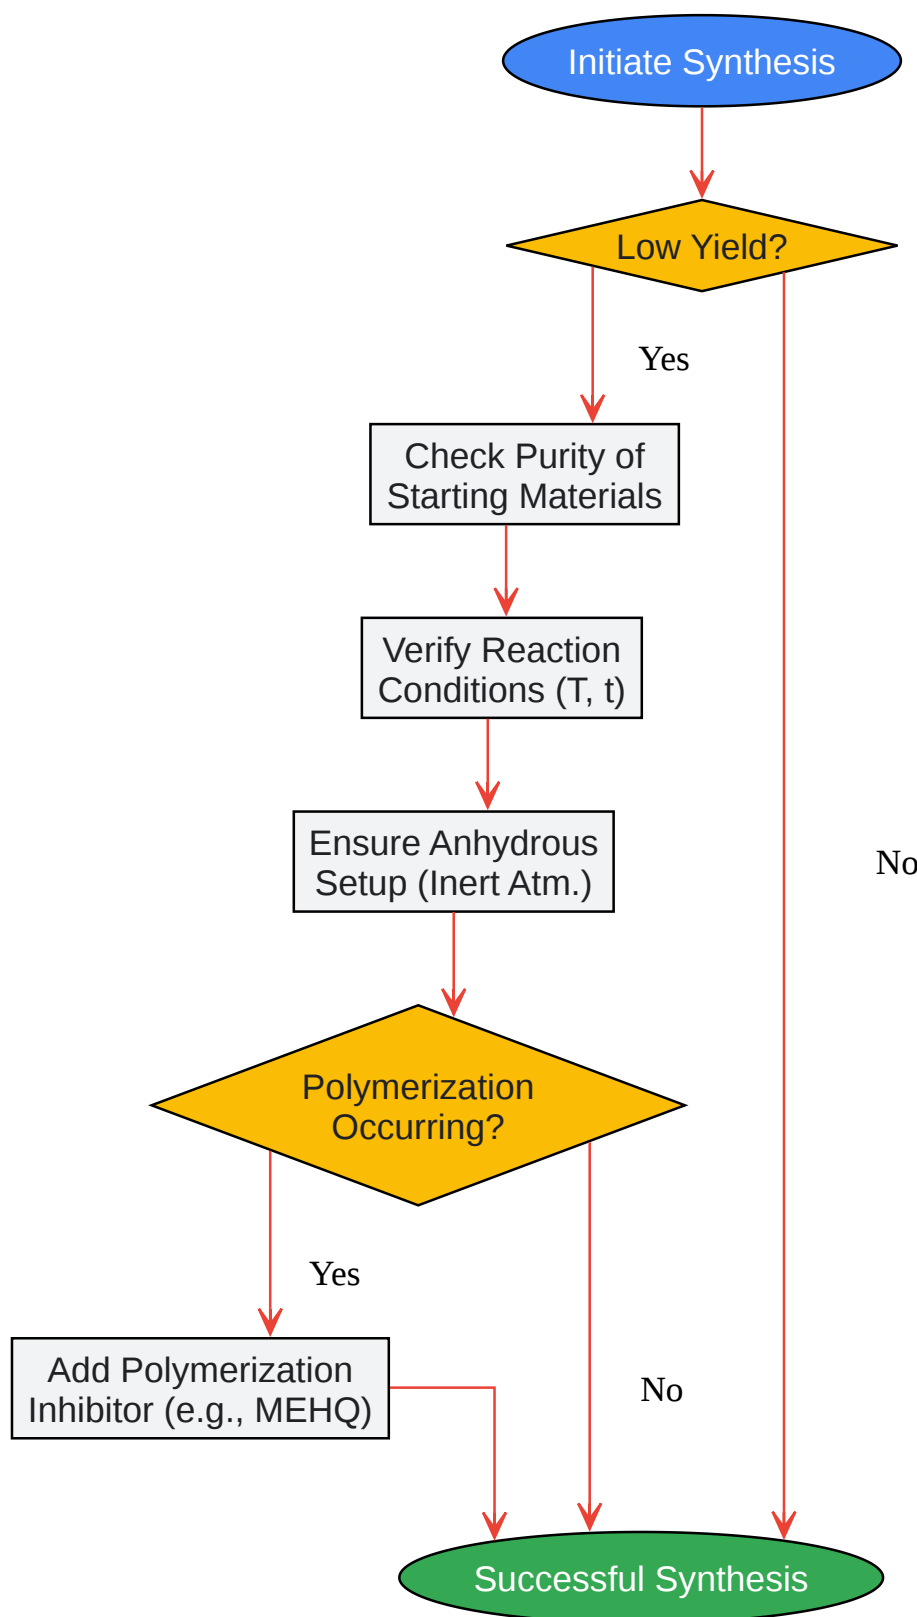 Initiate Synthesis
Low Yield?
Yes
Check Purity of
Starting Materials
Verify Reaction
Conditions (T, t)
Ensure Anhydrous
Setup (Inert Atm.)
No
Polymerization
Occurring?
Yes
Add Polymerization
Inhibitor (e.g., MEHQ)
No
Successful Synthesis